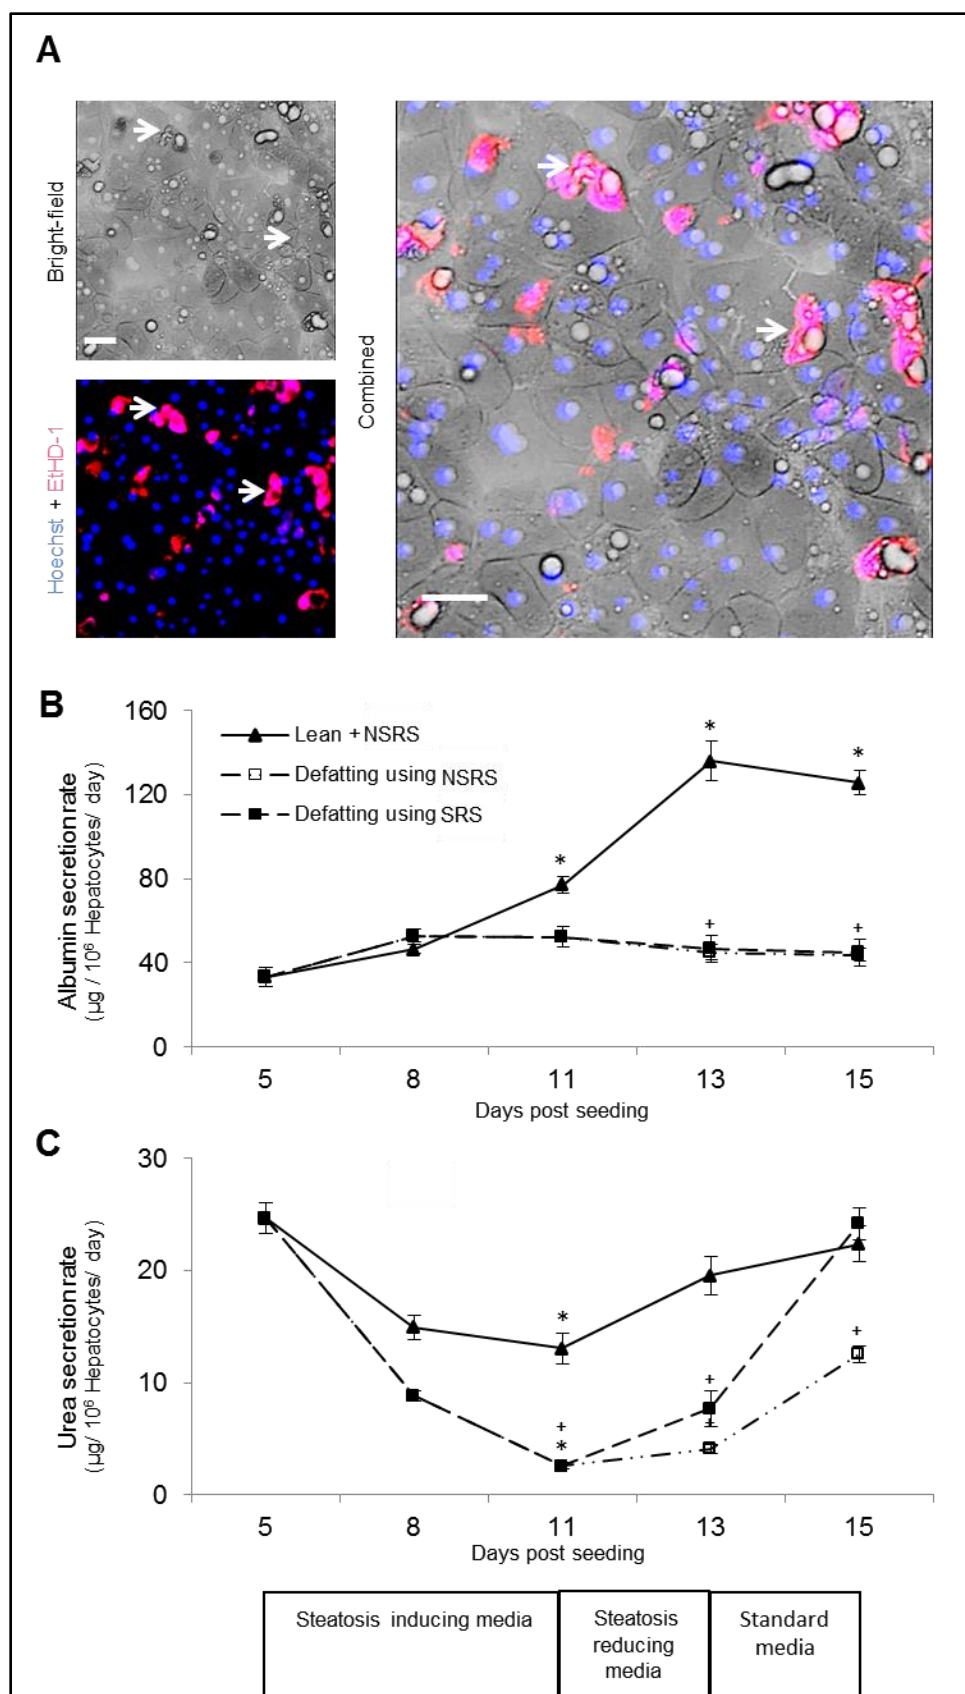 A
Bright-field
Hoechst + EtHD-1
Combined
B
160
120
80
40
0
Albumin secretion rate
(µg / 10⁶ Hepatocytes/ day)
Lean + NSRS
Defatting using NSRS
Defatting using SRS
*
*
*
+
+
5 8 11 13 15
Days post seeding
C
30
20
10
0
Urea secretion rate
(µg/ 10⁶ Hepatocytes/ day)
*
+
*
+
+
+
5 8 11 13 15
Days post seeding
Steatosis inducing media
Steatosis
reducing
media
Standard
media